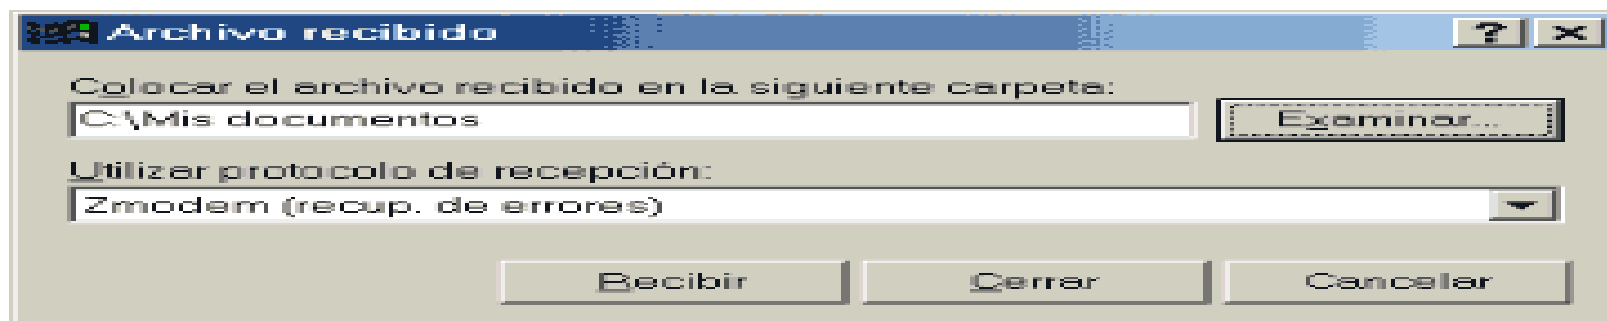 Archivo recibido
Colocar el archivo recibido en la siguiente carpeta:
C:\Mis documentos
Examinar...
Utilizar protocolo de recepción:
Zmodem (recup. de errores)
Recibir Cerrar Cancelar